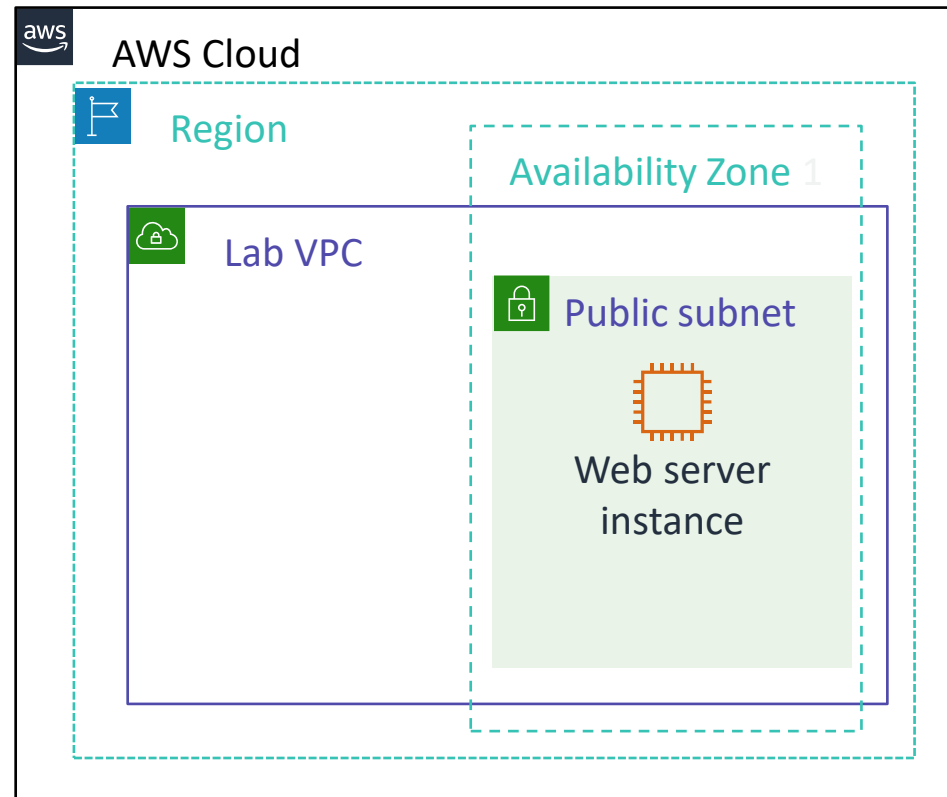 aws
AWS Cloud
Region
Availability Zone 1
Lab VPC
Public subnet
Web server
instance